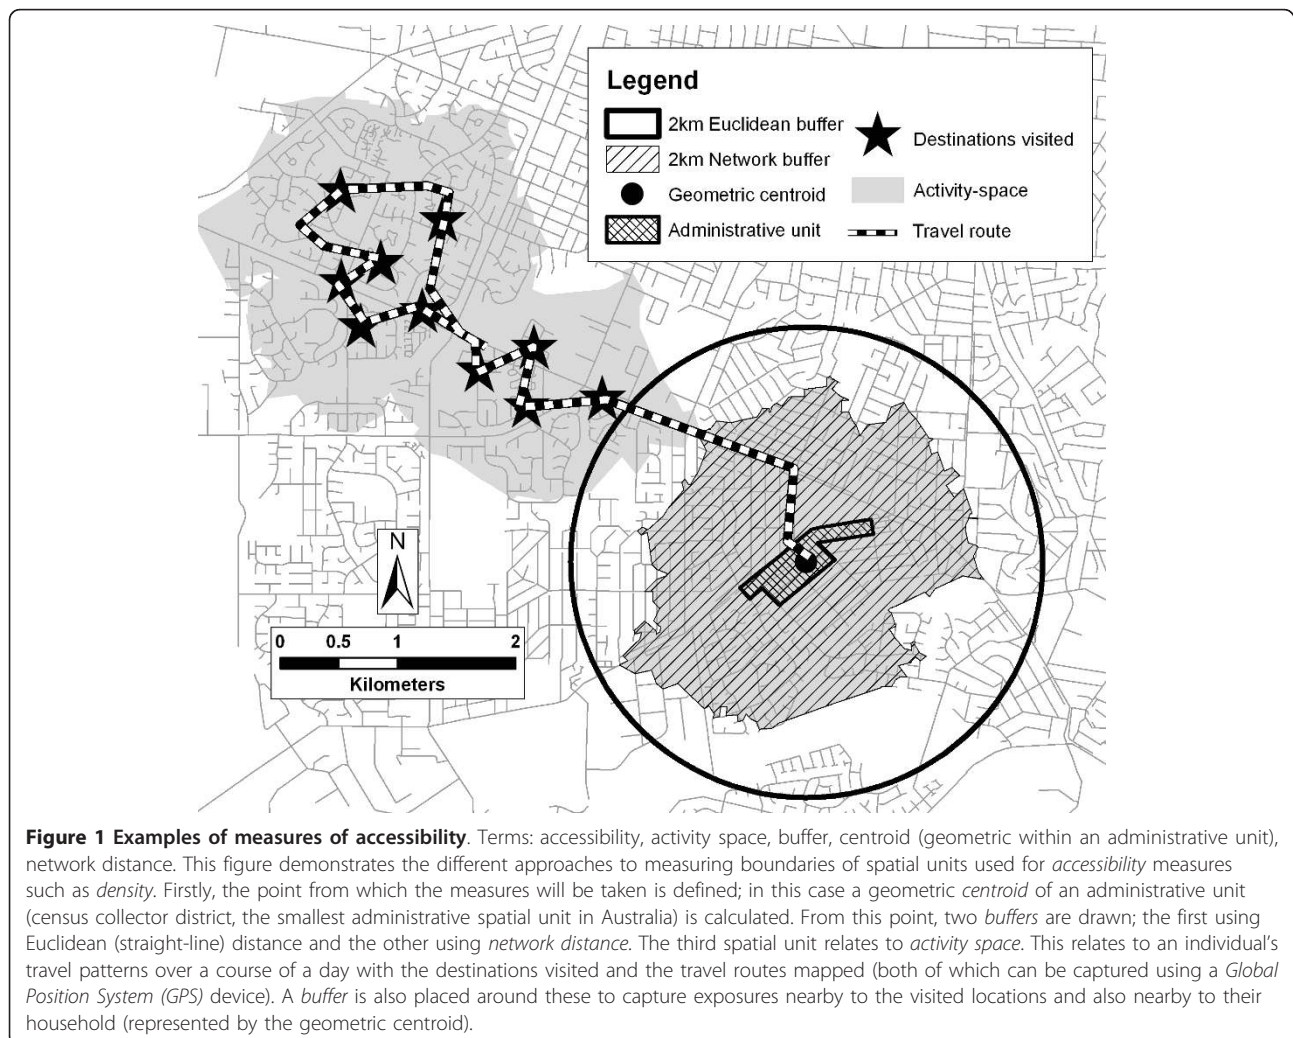 Legend
2km Euclidean buffer
2km Network buffer
Geometric centroid
Administrative unit
Destinations visited
Activity-space
Travel route
N
0 0.5 1 2
Kilometers
Figure 1 Examples of measures of accessibility. Terms: accessibility, activity space, buffer, centroid (geometric within an administrative unit),
network distance. This figure demonstrates the different approaches to measuring boundaries of spatial units used for accessibility measures
such as density. Firstly, the point from which the measures will be taken is defined; in this case a geometric centroid of an administrative unit
(census collector district, the smallest administrative spatial unit in Australia) is calculated. From this point, two buffers are drawn; the first using
Euclidean (straight-line) distance and the other using network distance. The third spatial unit relates to activity space. This relates to an individual's
travel patterns over a course of a day with the destinations visited and the travel routes mapped (both of which can be captured using a Global
Position System (GPS) device). A buffer is also placed around these to capture exposures nearby to the visited locations and also nearby to their
household (represented by the geometric centroid).